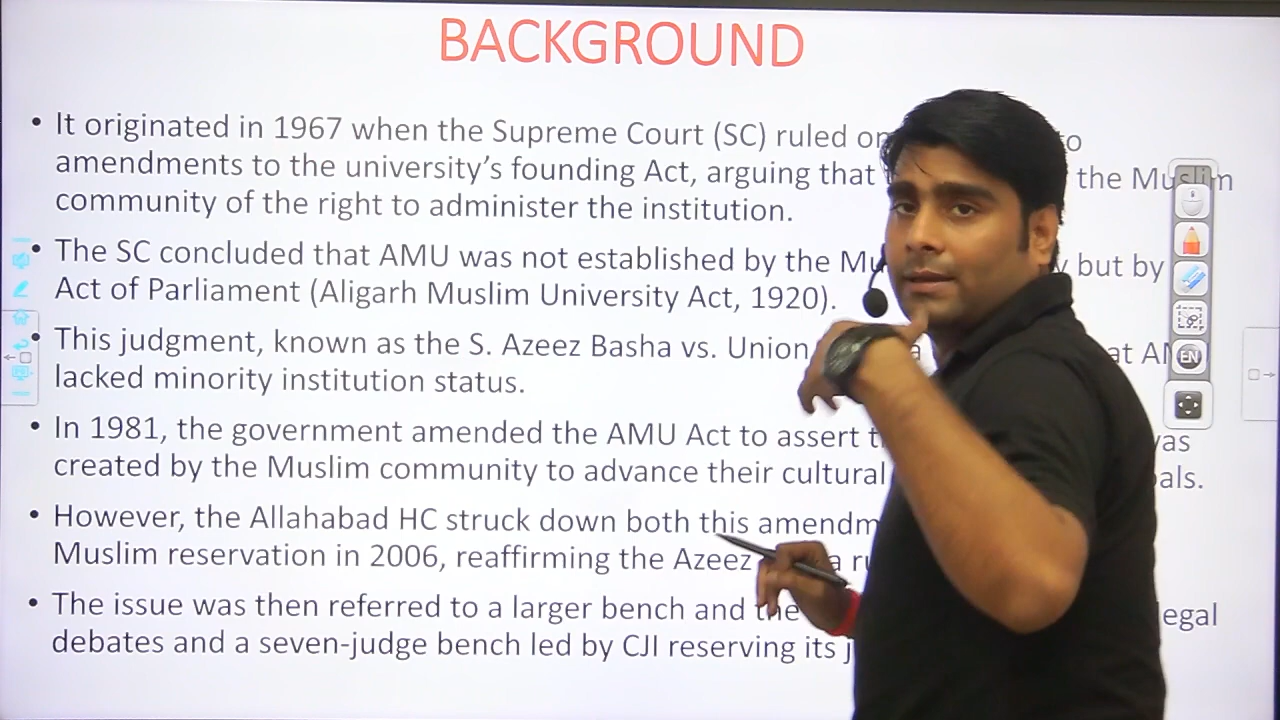 BACKGROUND
• It originated in 1967 when the Supreme Court (SC) ruled on to
amendments to the university's founding Act, arguing that the Muslim
community of the right to administer the institution.
• The SC concluded that AMU was not established by the but by
Act of Parliament (Aligarh Muslim University Act, 1920).
• This judgment, known as the S. Azeez Basha vs. Union
lacked minority institution status.
• In 1981, the government amended the AMU Act to assert
created by the Muslim community to advance their cultural
• However, the Allahabad HC struck down both this
Muslim reservation in 2006, reaffirming the Azeez
• The issue was then referred to a larger bench and the legal
debates and a seven-judge bench led by CJI reserving its
EN